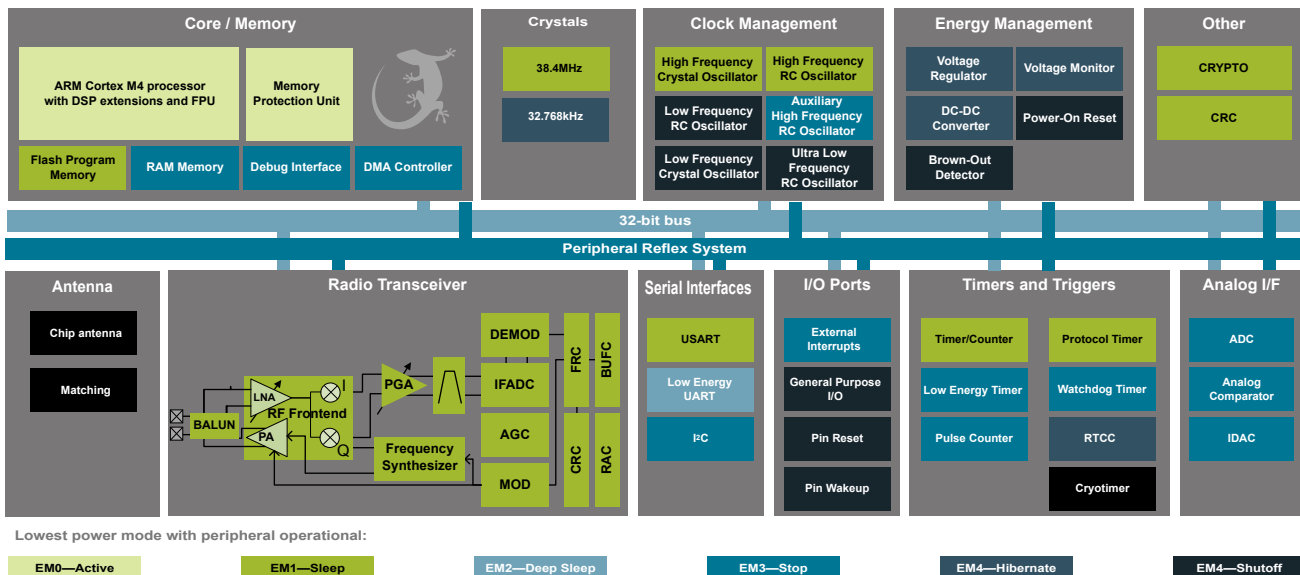 Core / Memory
ARM Cortex M4 processor
with DSP extensions and FPU
Memory
Protection Unit
Flash Program
Memory
RAM Memory
Debug Interface
DMA Controller
Crystals
38.4MHz
32.768kHz
Clock Management
High Frequency
Crystal Oscillator
High Frequency
RC Oscillator
Low Frequency
RC Oscillator
Auxiliary
High Frequency
RC Oscillator
Low Frequency
Crystal Oscillator
Ultra Low
Frequency
RC Oscillator
Energy Management
Voltage
Regulator
Voltage Monitor
DC-DC
Converter
Power-On Reset
Brown-Out
Detector
Other
CRYPTO
CRC
32-bit bus
Peripheral Reflex System
Antenna
Chip antenna
Matching
Radio Transceiver
BALUN
LNA
RF Frontend
PA
I
Q
PGA
Frequency
Synthesizer
DEMOD
IFADC
AGC
MOD
FRC
BUFC
CRC
RAC
Serial Interfaces
USART
Low Energy
UART
I²C
I/O Ports
External
Interrupts
General Purpose
I/O
Pin Reset
Pin Wakeup
Timers and Triggers
Timer/Counter
Protocol Timer
Low Energy Timer
Watchdog Timer
Pulse Counter
RTCC
Cryotimer
Analog I/F
ADC
Analog
Comparator
IDAC
Lowest power mode with peripheral operational:
EM0—Active
EM1—Sleep
EM2—Deep Sleep
EM3—Stop
EM4—Hibernate
EM4—Shutoff